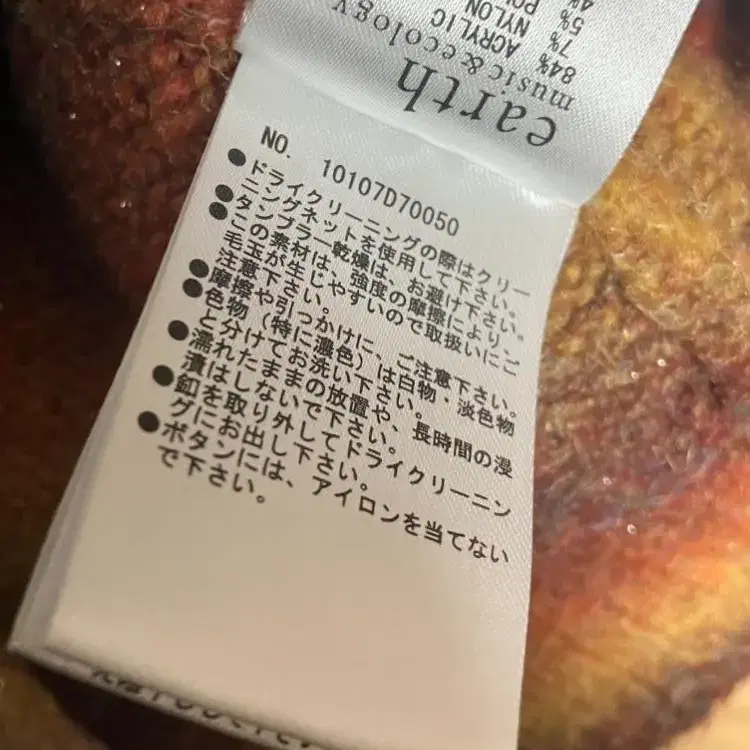 earth
music&ecology
84% ACRYLIC
7% NYLON
5%
4%
NO. 10107D70050
●ドライクリーニングの際はクリー
ニングネットを使用して下さい。
●タンブラー乾燥は、お避け下さい。
●この素材は、強度の摩擦により、
毛玉が生じやすいので取扱いにご
注意下さい。
●摩擦や引っかけに、ご注意下さい。
●色物（特に濃色）は白物・淡色物
と分けてお洗い下さい。
●濡れたままの放置や、長時間の浸
漬はしないで下さい。
●釦を取り外してドライクリーニン
グにお出し下さい。
●ボタンには、アイロンを当てない
で下さい。